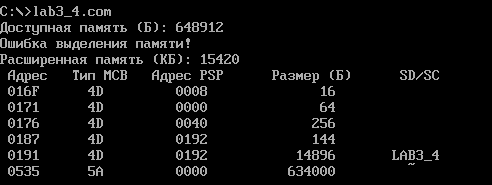 C:\>lab3_4.com
Доступная память (Б): 648912
Ошибка выделения памяти!
Расширенная память (КБ): 15420
Адрес Тип MCB Адрес PSP Размер (Б) SD/SC
016F 4D 0008 16
0171 4D 0000 64
0176 4D 0040 256
0187 4D 0192 144
0191 4D 0192 14896 LAB3_4
0535 5A 0000 634000 ~